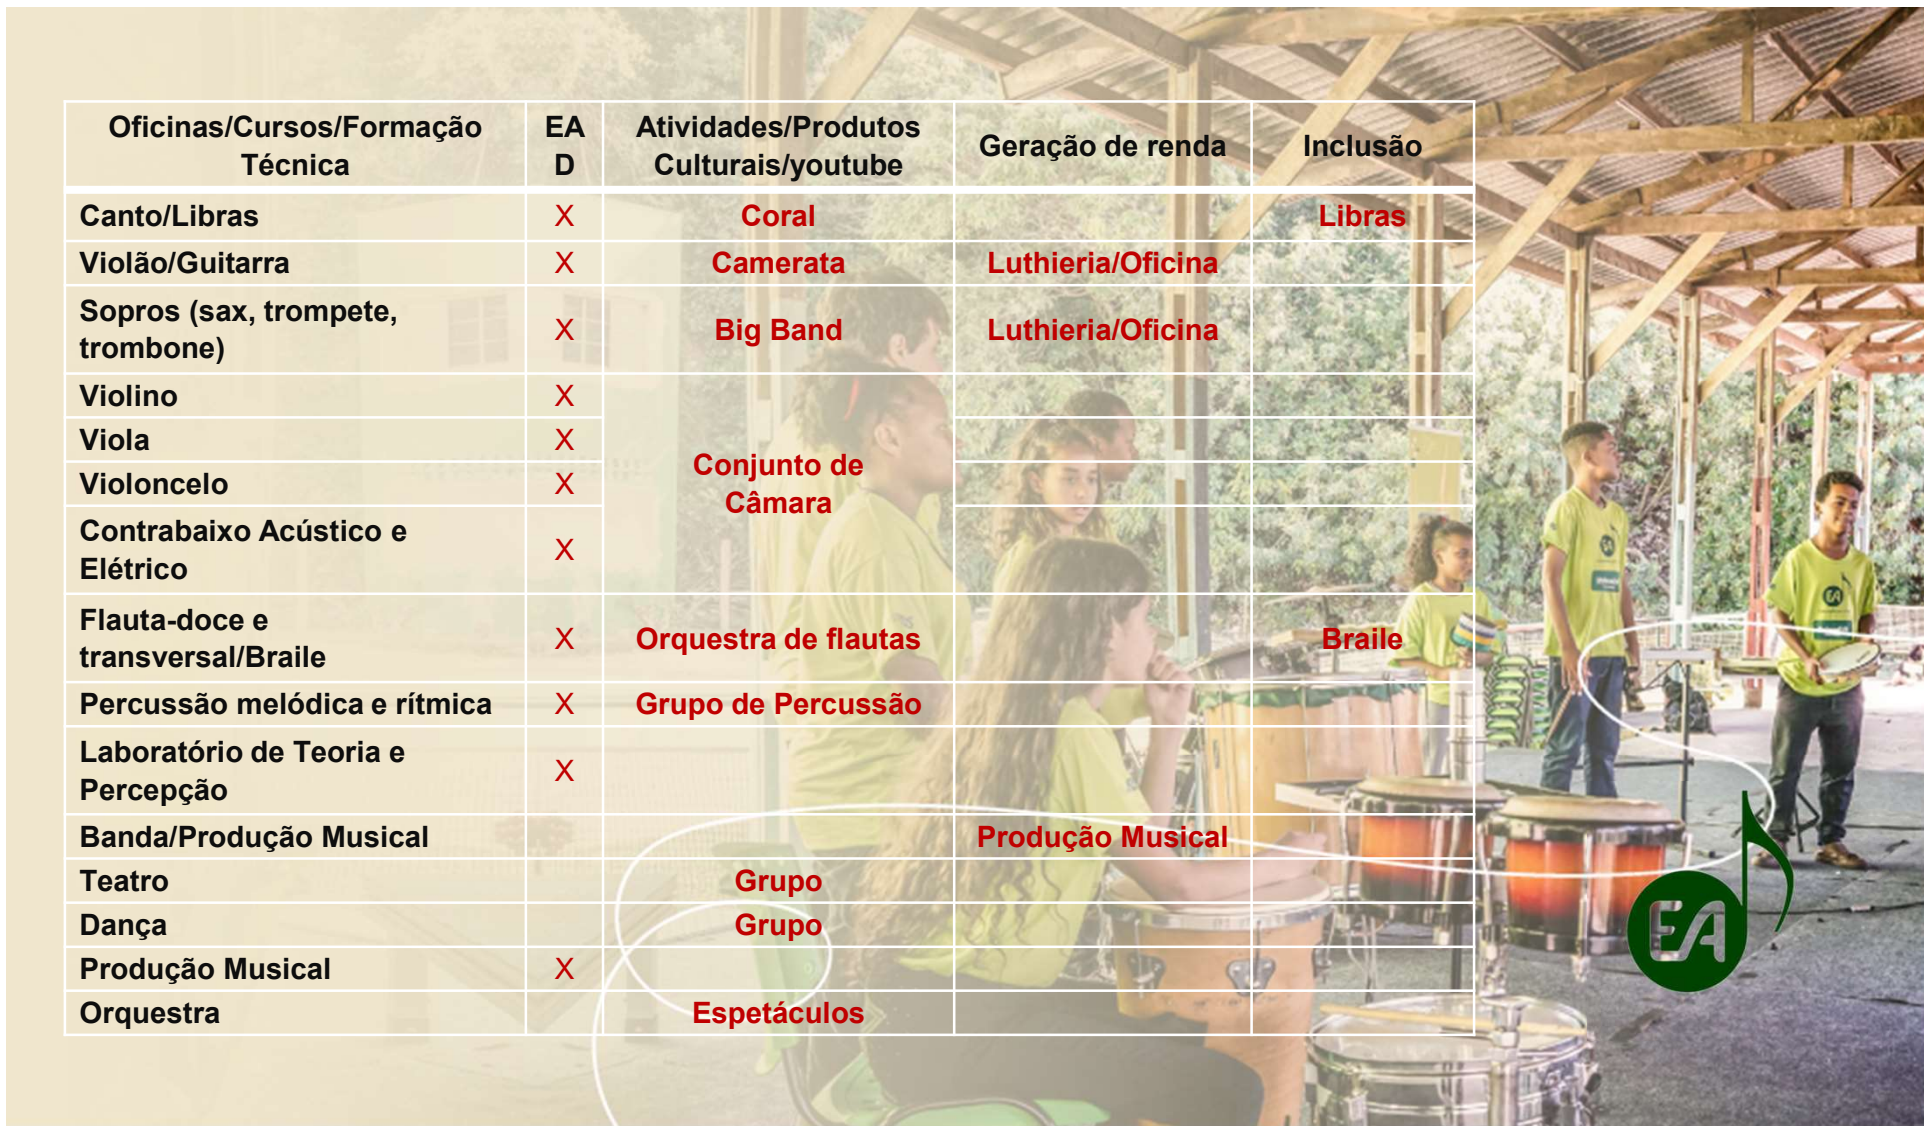 Oficinas/Cursos/Formação
Técnica
EA
D
Atividades/Produtos
Culturais/youtube
Geração de renda
Inclusão
Canto/Libras
X
Coral
Libras
Violão/Guitarra
X
Camerata
Luthieria/Oficina
Sopros (sax, trompete,
trombone)
X
Big Band
Luthieria/Oficina
Violino
X
Viola
X
Violoncelo
X
Conjunto de
Câmara
Contrabaixo Acústico e
Elétrico
X
Flauta-doce e
transversal/Braile
X
Orquestra de flautas
Braile
Percussão melódica e rítmica
X
Grupo de Percussão
Laboratório de Teoria e
Percepção
X
Banda/Produção Musical
Produção Musical
Teatro
Grupo
Dança
Grupo
Produção Musical
X
Orquestra
Espetáculos
EA